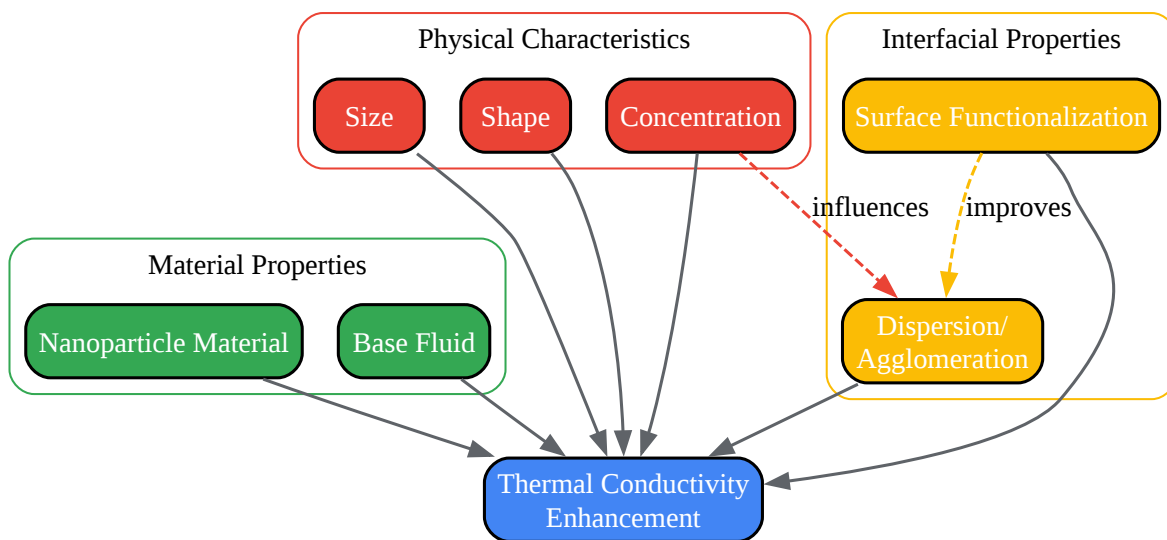 Physical Characteristics
Interfacial Properties
Size
Shape
Concentration
Surface Functionalization
influences
improves
Material Properties
Nanoparticle Material
Base Fluid
Dispersion/
Agglomeration
Thermal Conductivity
Enhancement